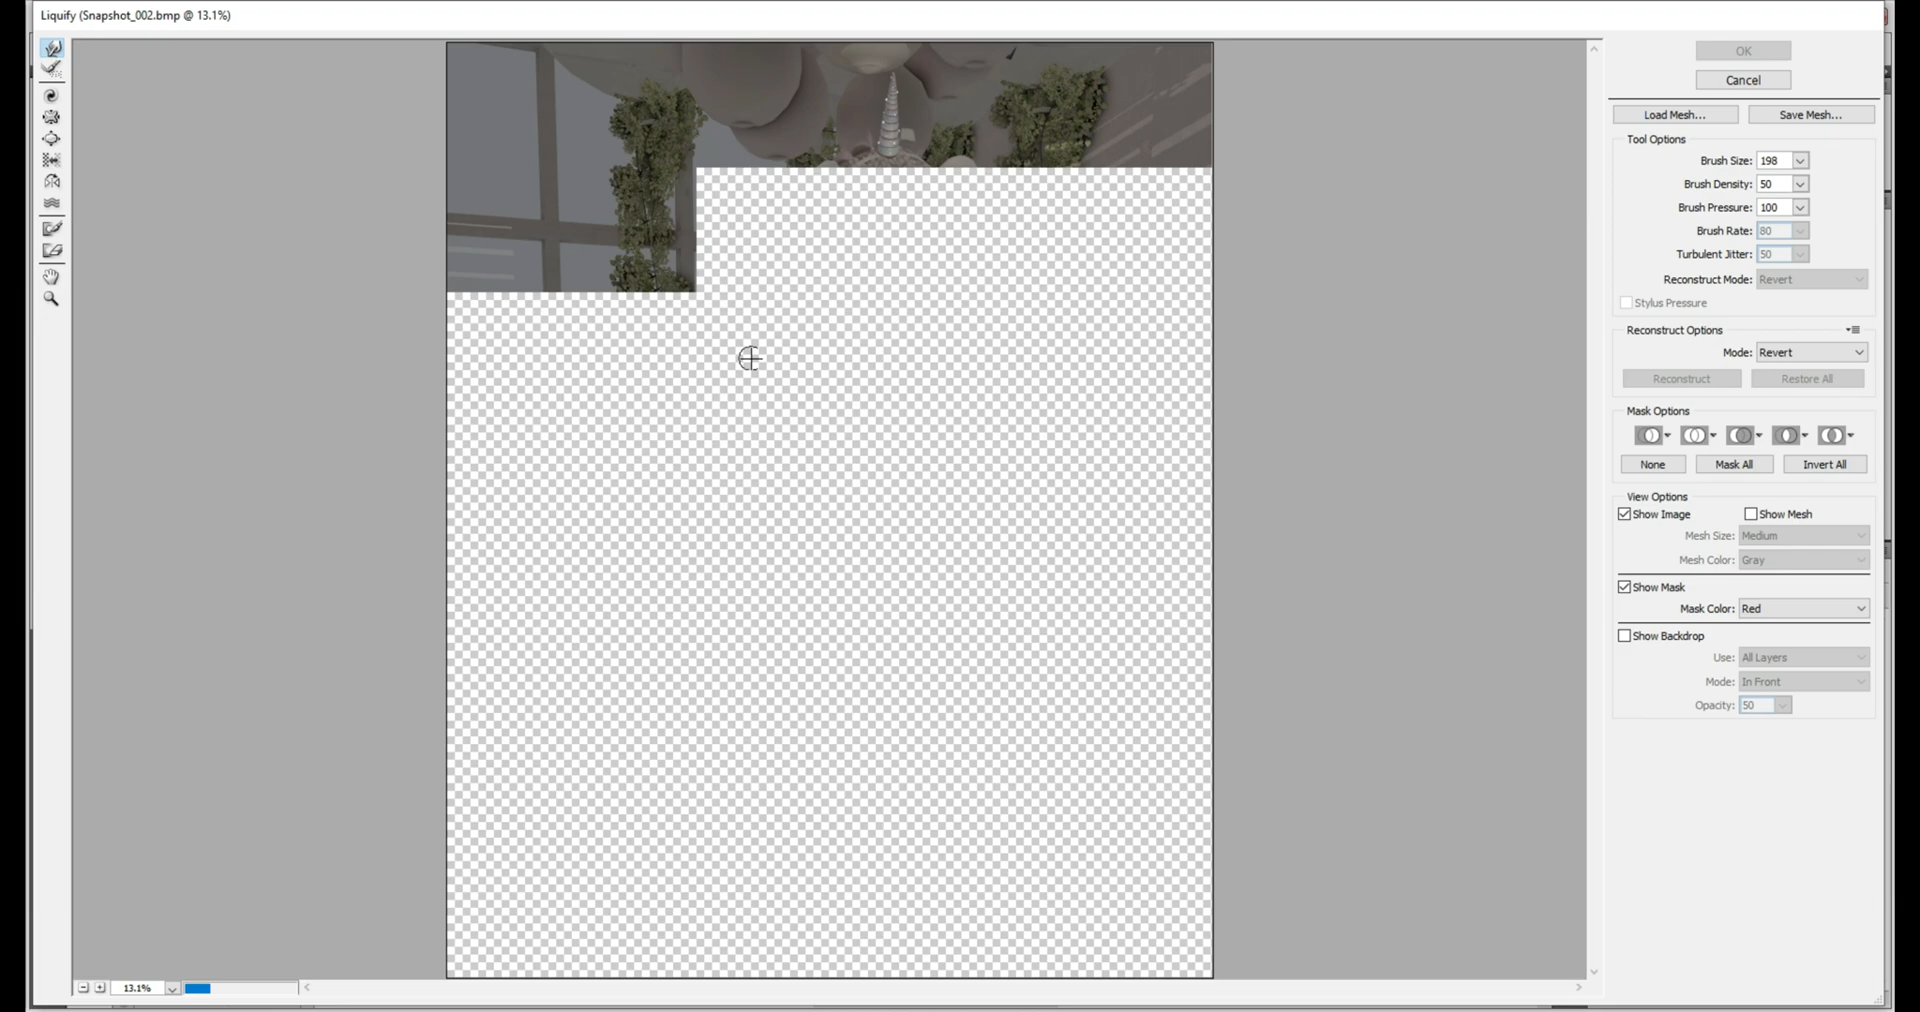 Liquify (Snapshot_002.bmp @ 13.1%)
OK
Cancel
Load Mesh...
Save Mesh...
Tool Options
Brush Size: 198
Brush Density: 50
Brush Pressure: 100
Brush Rate: 80
Turbulent Jitter: 50
Reconstruct Mode: Revert
Stylus Pressure
Reconstruct Options
Mode: Revert
Reconstruct
Restore All
Mask Options
None
Mask All
Invert All
View Options
Show Image
Show Mesh
Mesh Size: Medium
Mesh Color: Gray
Show Mask
Mask Color: Red
Show Backdrop
Use: All Layers
Mode: In Front
Opacity: 50
13.1%